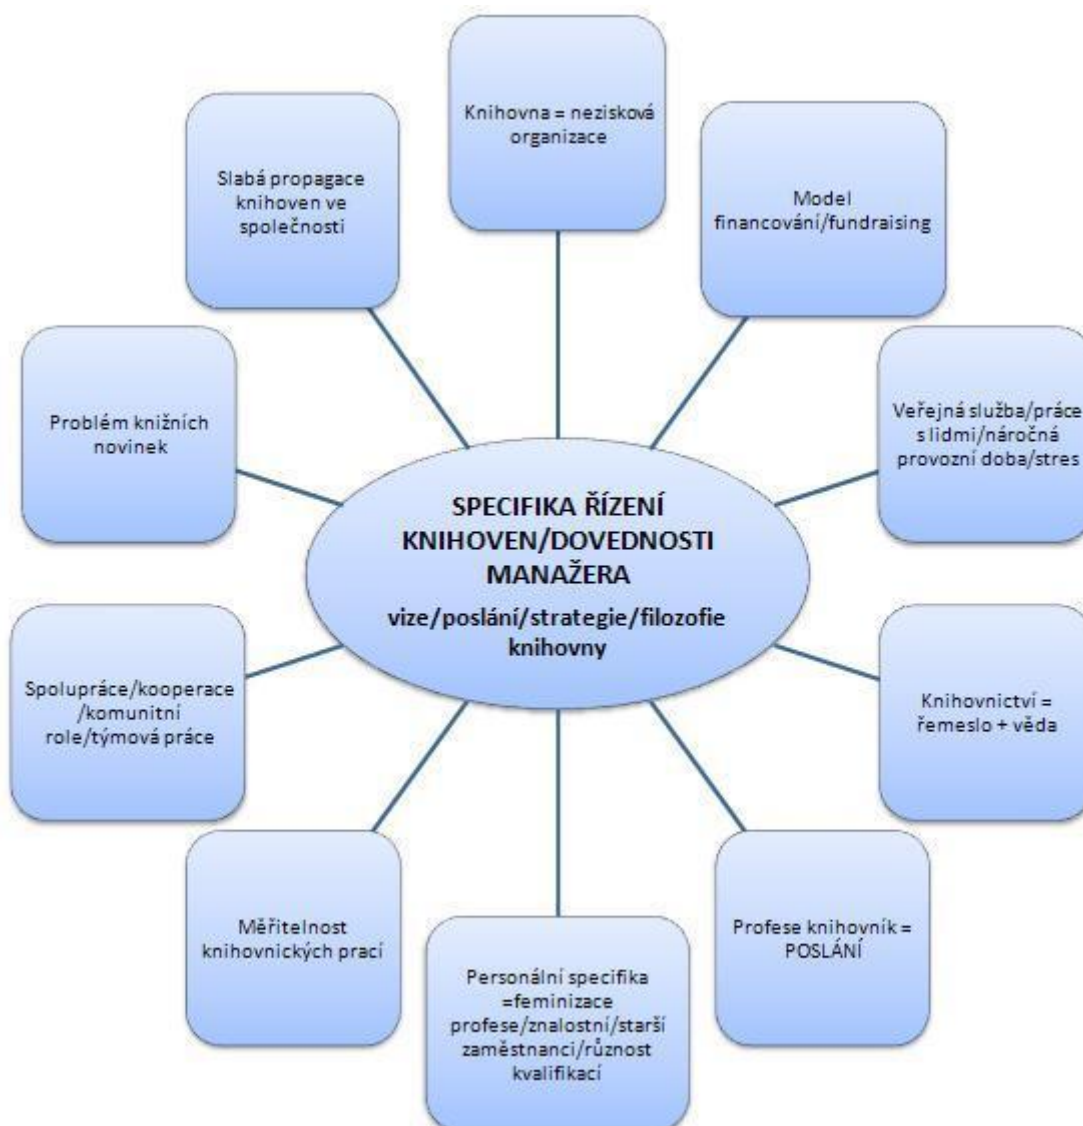 Knihovna = nezisková
organizace
Model
financování/fundraising
Veřejná služba/práce
s lidmi/náročná
provozní doba/stres
Knihovnictví =
řemeslo + věda
Profese knihovník =
POSLÁNÍ
Personální specifika
=feminizace
profese/znalostní/starší
zaměstnanci/různost
kvalifikací
Měřitelnost
knihovnických prací
Spolupráce/kooperace
/komunitní
role/týmová práce
Problém knižních
novinek
Slabá propagace
knihoven ve
společnosti
SPECIFIKA ŘÍZENÍ
KNIHOVEN/DOVEDNOSTI
MANAŽERA
vize/poslání/strategie/filozofie
knihovny